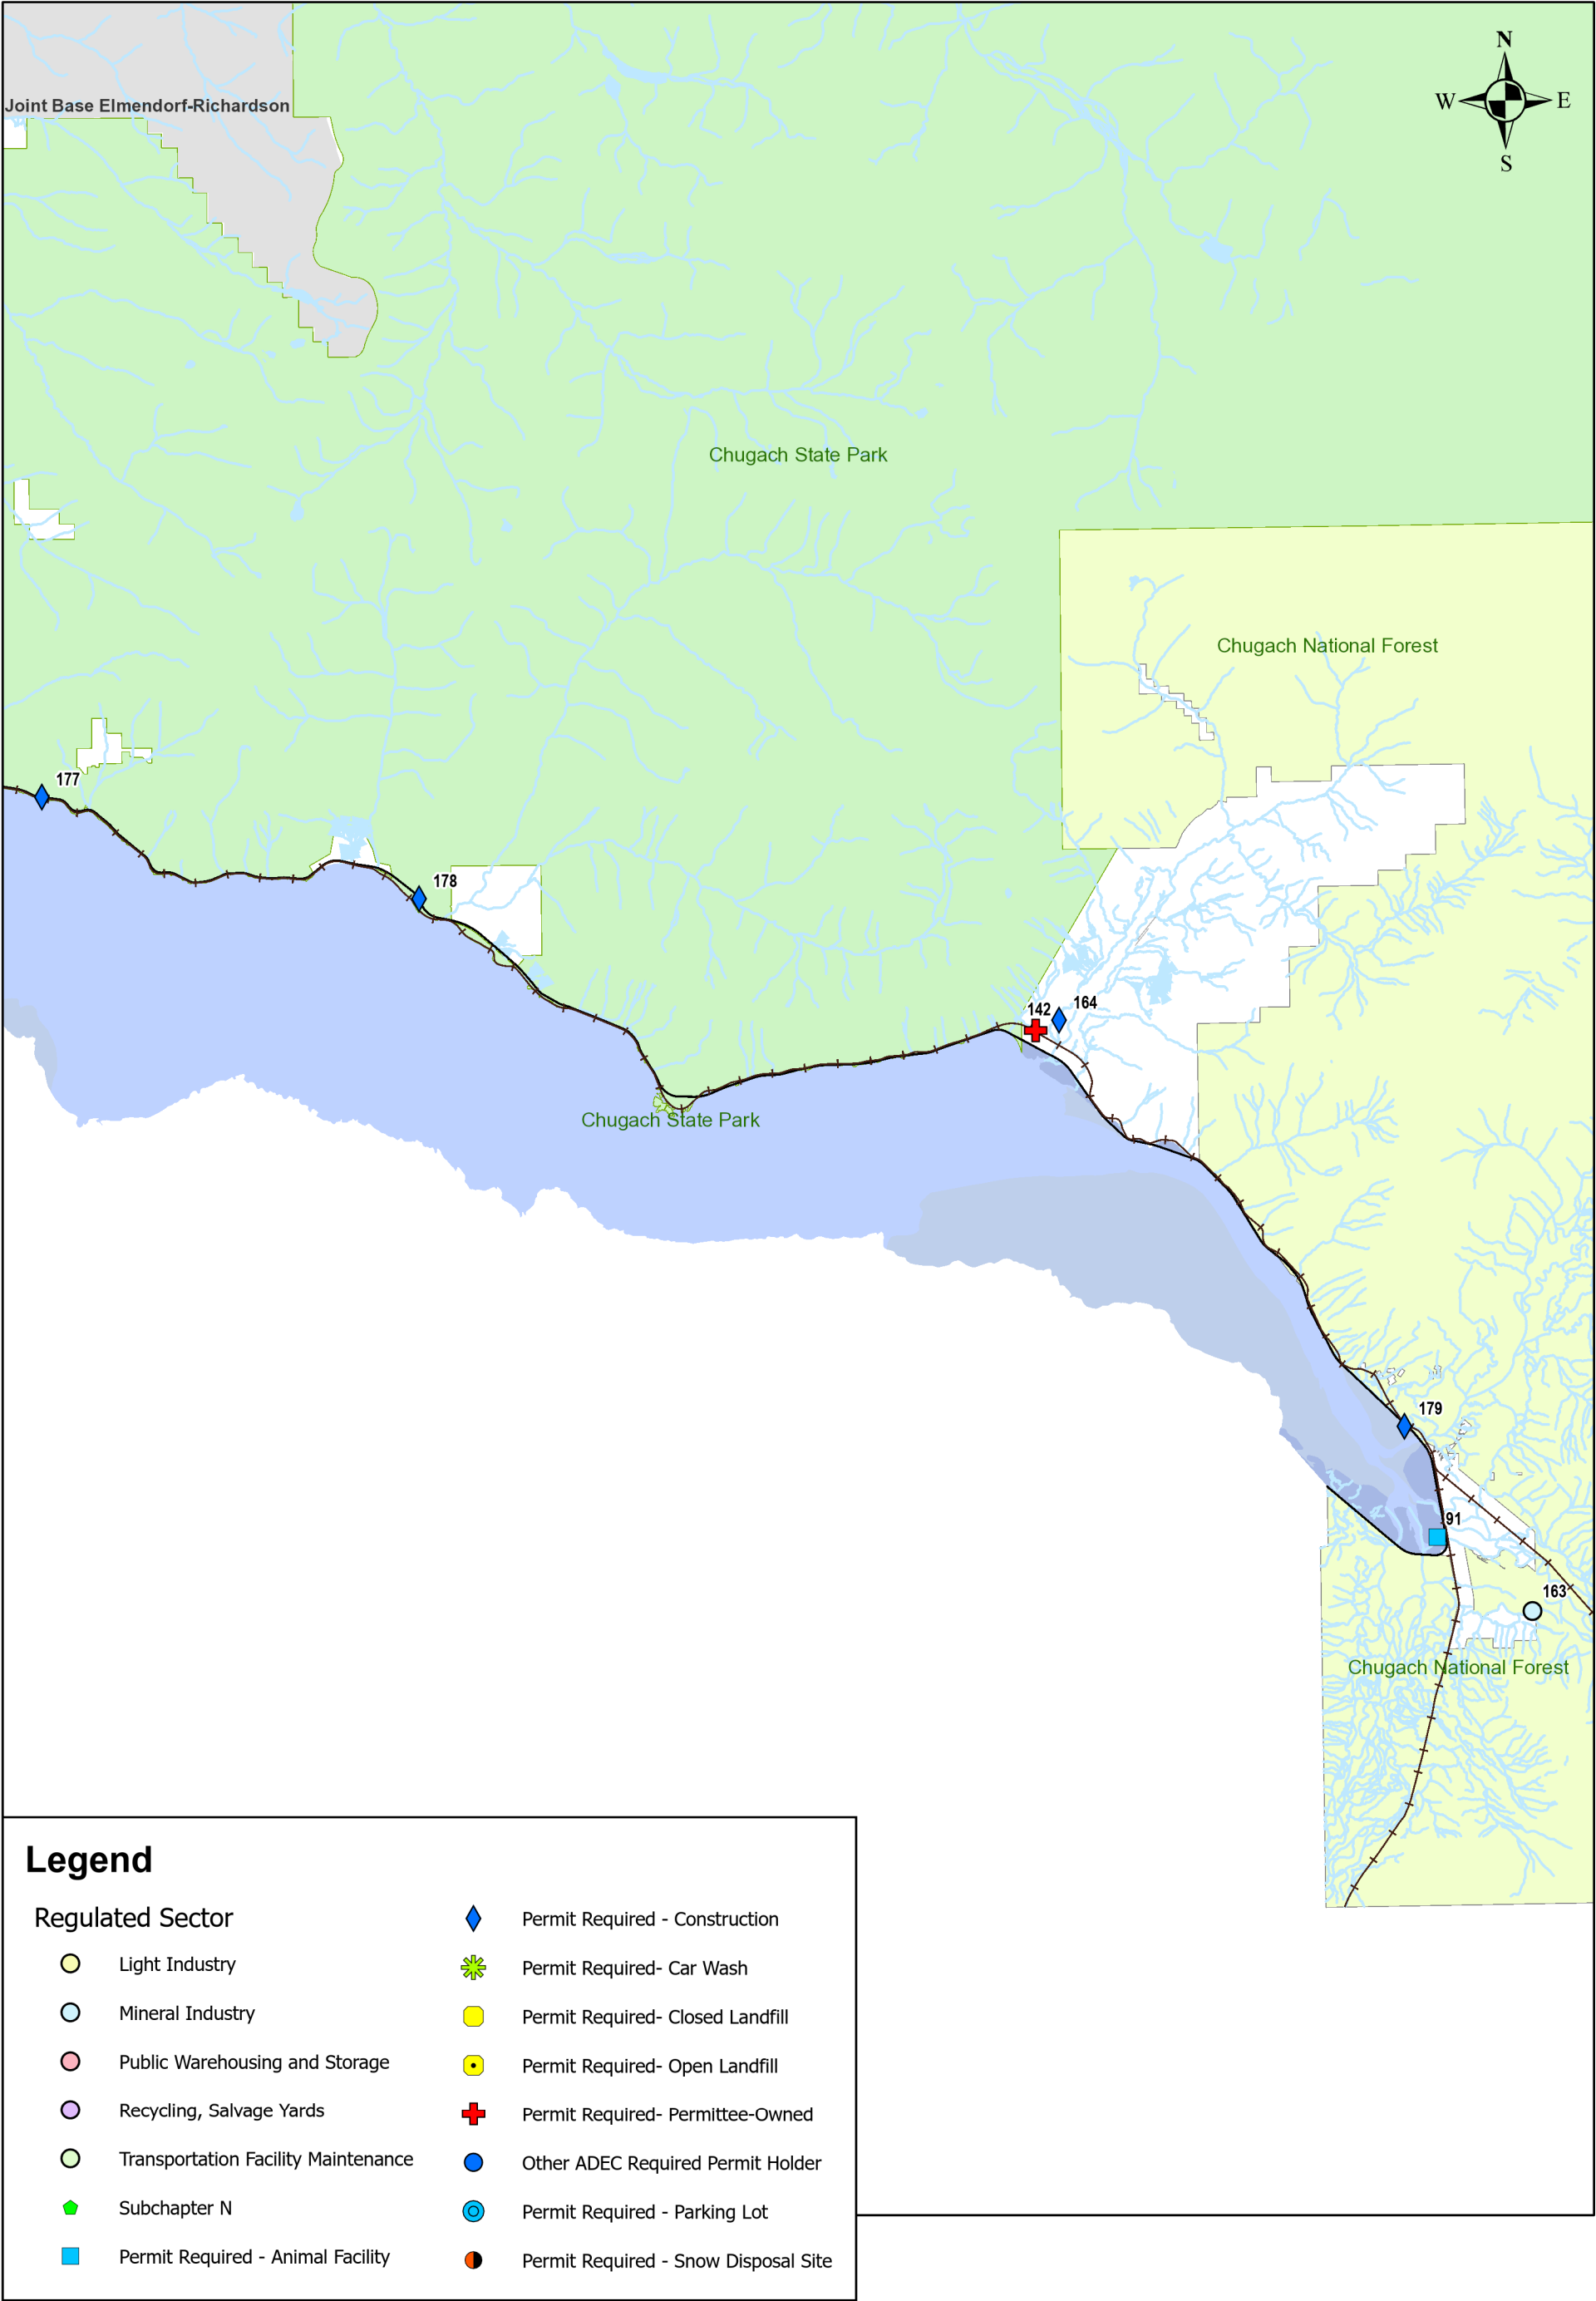 N
Joint Base Elmendorf-Richardson
W E
S
Chugach State Park
Chugach National Forest
177
178
142
164
Chugach State Park
179
91
163
Chugach National Forest
Legend
Regulated Sector
Light Industry
Mineral Industry
Public Warehousing and Storage
Recycling, Salvage Yards
Transportation Facility Maintenance
Subchapter N
Permit Required - Animal Facility
Permit Required - Construction
Permit Required- Car Wash
Permit Required- Closed Landfill
Permit Required- Open Landfill
Permit Required- Permittee-Owned
Other ADEC Required Permit Holder
Permit Required - Parking Lot
Permit Required - Snow Disposal Site